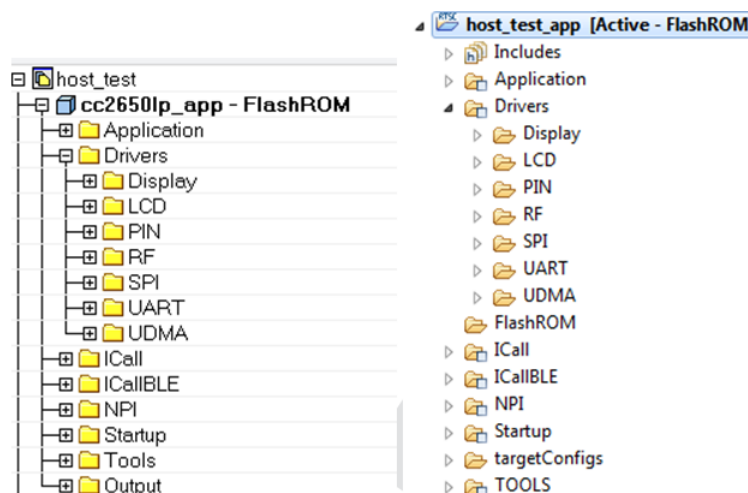 host_test
cc2650lp_app - FlashROM
Application
Drivers
Display
LCD
PIN
RF
SPI
UART
UDMA
ICall
ICallBLE
NPI
Startup
Tools
Output
RTSC
host_test_app [Active - FlashROM
h
Includes
Application
Drivers
Display
LCD
PIN
RF
SPI
UART
UDMA
FlashROM
ICall
ICallBLE
NPI
Startup
targetConfigs
TOOLS